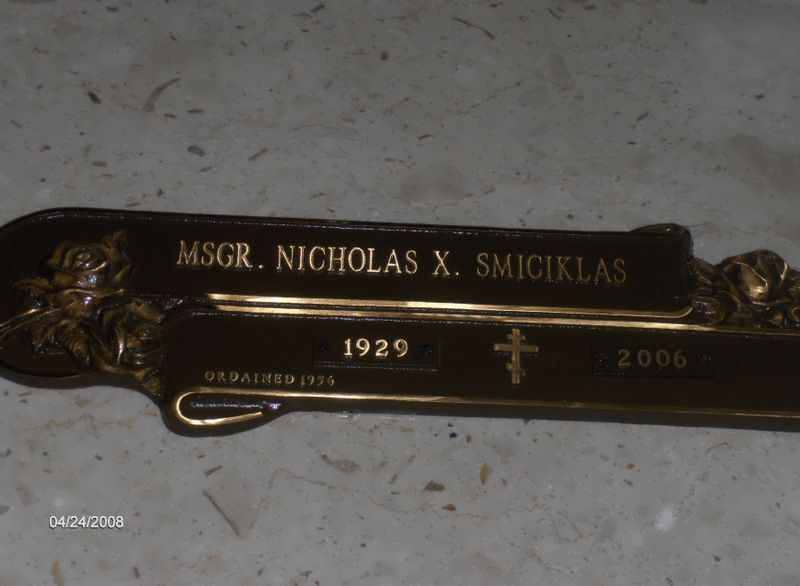 MSGR. NICHOLAS X. SMICIKLAS
1929 2006
ORDAINED 1956
04/24/2008